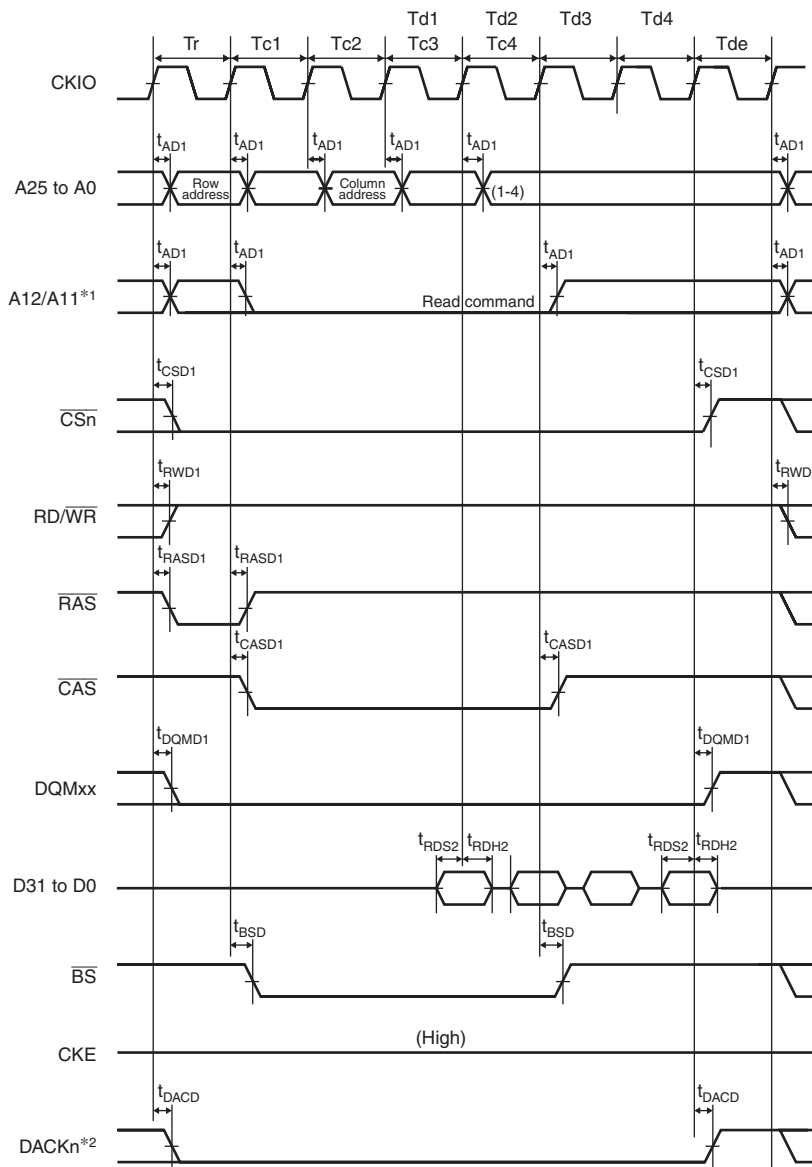 Td1 Td2 Td3 Td4
Tr Tc1 Tc2 Tc3 Tc4 Tde
CKIO
tAD1 tAD1 tAD1 tAD1 tAD1 tAD1
A25 to A0
Row address
Column address
(1-4)
tAD1 tAD1 tAD1 tAD1
A12/A11*1
Read command
tCSD1 tCSD1
CSn
tRWD1 tRWD
RD/WR
tRASD1 tRASD1
RAS
tCASD1 tCASD1
CAS
tDQMD1 tDQMD1
DQMxx
tRDS2 tRDH2 tRDS2 tRDH2
D31 to D0
tBSD tBSD
BS
(High)
CKE
tDACD tDACD
DACKn*2